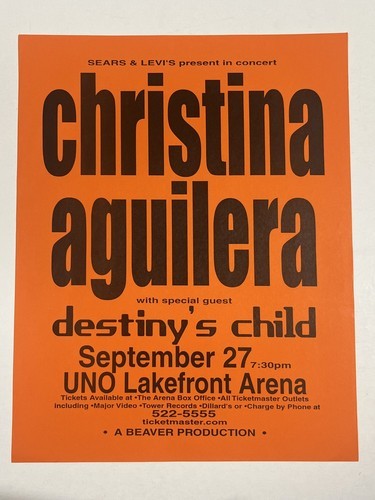 SEARS & LEVI'S present in concert
christina
aguilera
with special guest
destiny's child
September 27 7:30pm
UNO Lakefront Arena
Tickets Available at •The Arena Box Office •All Ticketmaster Outlets
including •Major Video •Tower Records •Dillard's or •Charge by Phone at
522-5555
ticketmaster.com
• A BEAVER PRODUCTION •